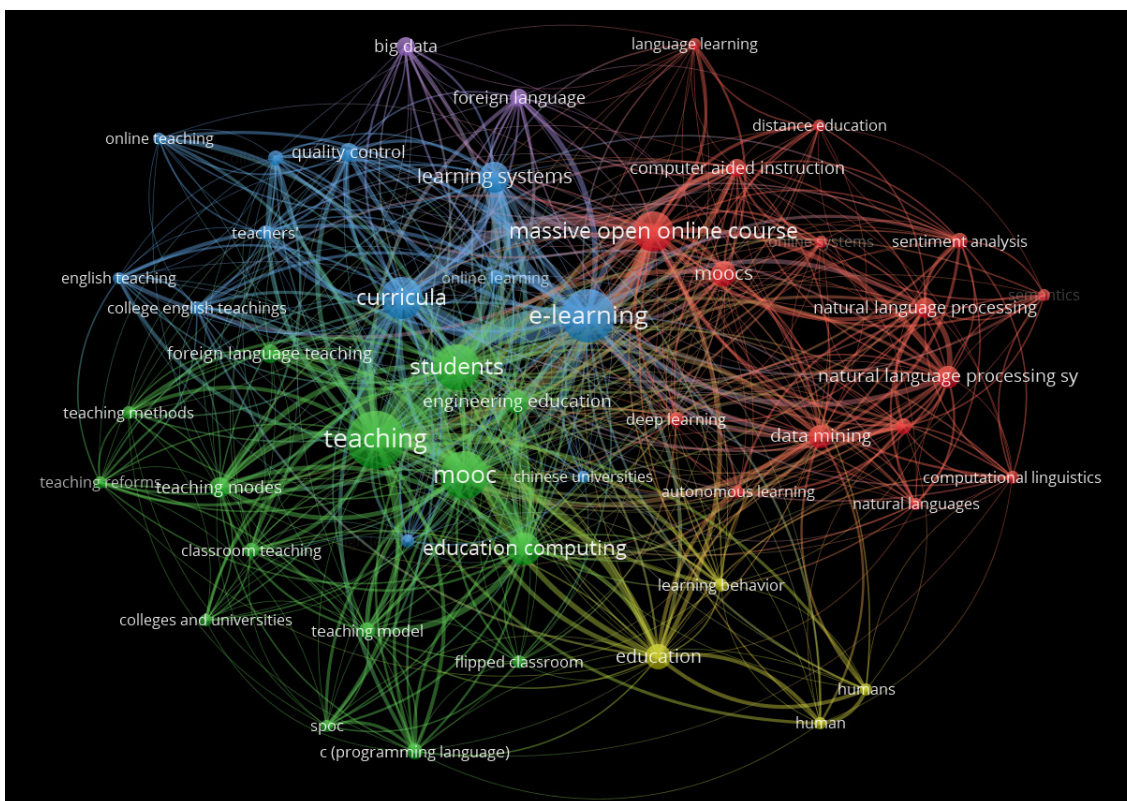 language learning
big data
foreign language
distance education
online teaching
quality control
computer aided instruction
learning systems
massive open online course
teachers'
online systems
sentiment analysis
moocs
english teaching
online learning
semantics
curricula
college english teachings
natural language processing
e-learning
foreign language teaching
students
natural language processing sy
engineering education
teaching methods
deep learning
teaching
data mining
mooc
chinese universities
computational linguistics
teaching reforms
teaching modes
autonomous learning
natural languages
classroom teaching
education computing
learning behavior
colleges and universities
teaching model
education
flipped classroom
humans
human
spoc
c (programming language)